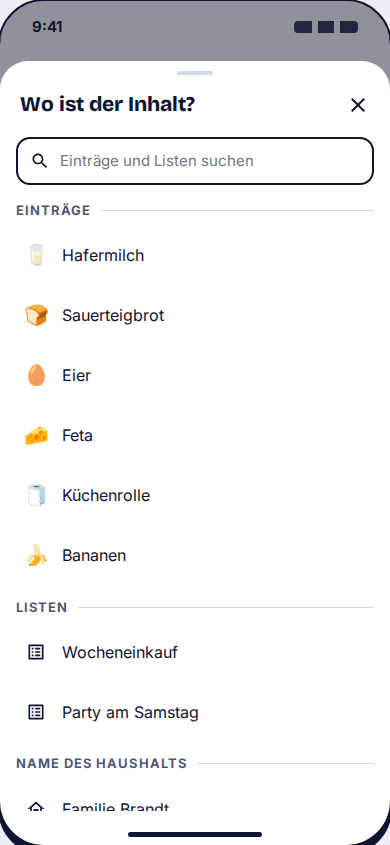 9:41
Wo ist der Inhalt?
Einträge und Listen suchen
EINTRÄGE
Hafermilch
Sauerteigbrot
Eier
Feta
Küchenrolle
Bananen
LISTEN
Wocheneinkauf
Party am Samstag
NAME DES HAUSHALTS
Familie Brandt